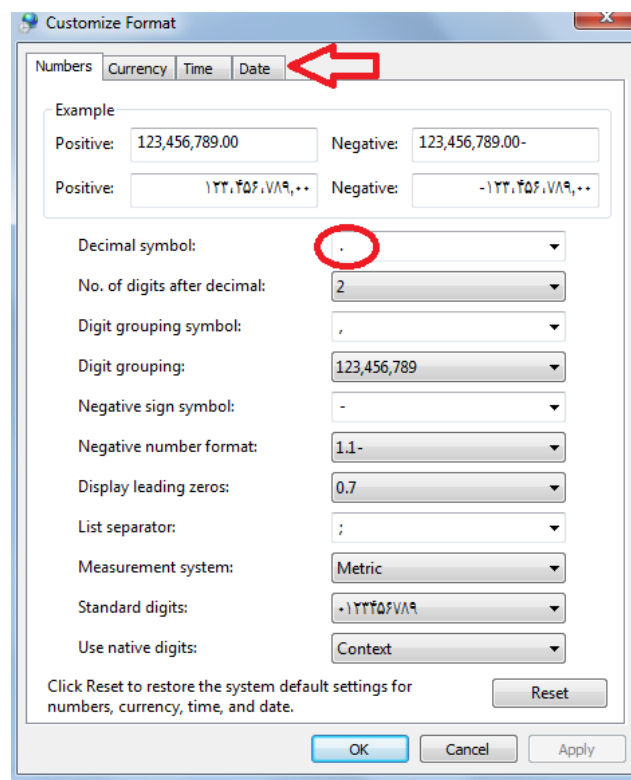 Customize Format
Numbers Currency Time Date
Example
Positive: 123,456,789.00 Negative: 123,456,789.00-
Positive: ۱۲۳،۴۵۶،۷۸۹,۰۰ Negative: -۱۲۳،۴۵۶،۷۸۹,۰۰
Decimal symbol: .
No. of digits after decimal: 2
Digit grouping symbol: ,
Digit grouping: 123,456,789
Negative sign symbol: -
Negative number format: 1.1-
Display leading zeros: 0.7
List separator: ;
Measurement system: Metric
Standard digits: ۰۱۲۳۴۵۶۷۸۹
Use native digits: Context
Click Reset to restore the system default settings for
numbers, currency, time, and date. Reset
OK Cancel Apply